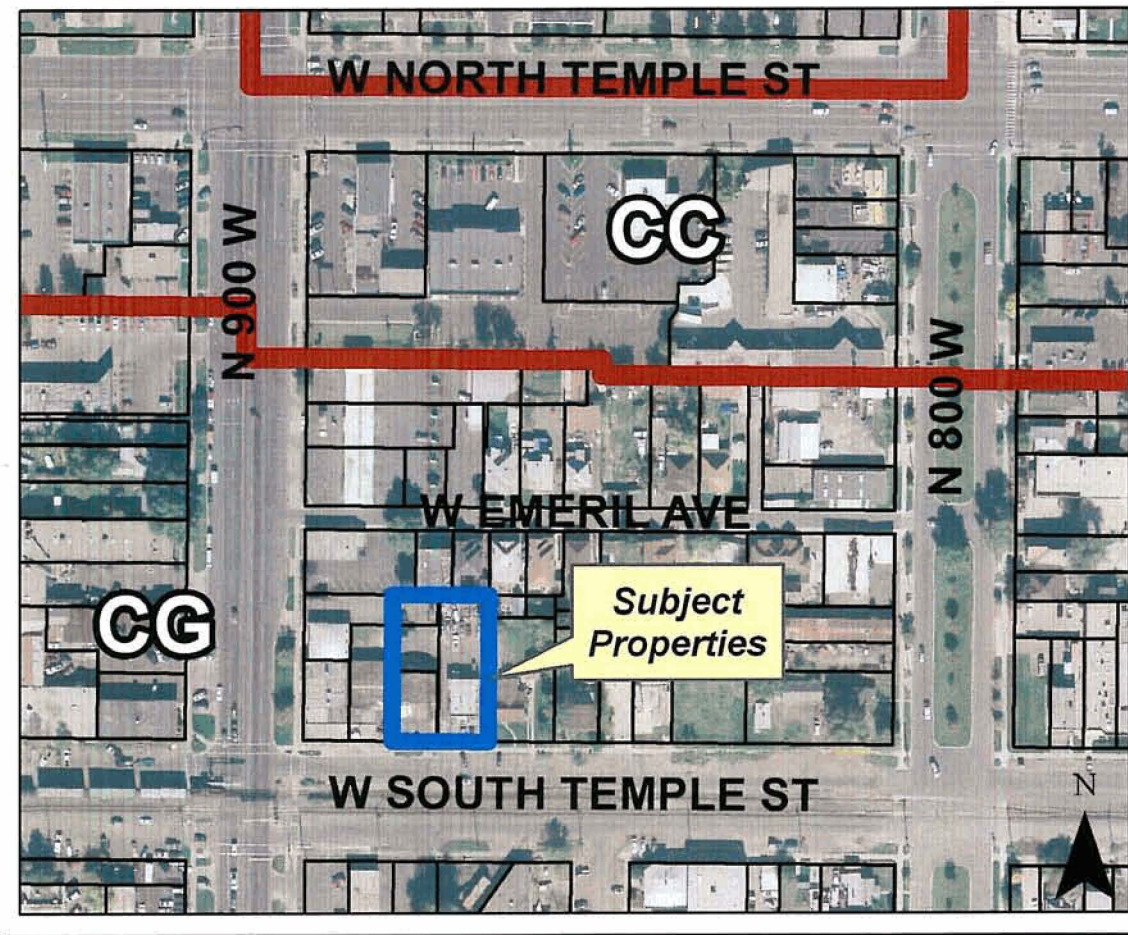 W NORTH TEMPLE ST
CC
N 900 W
N 800 W
W EMERIL AVE
Subject
Properties
CG
W SOUTH TEMPLE ST
N